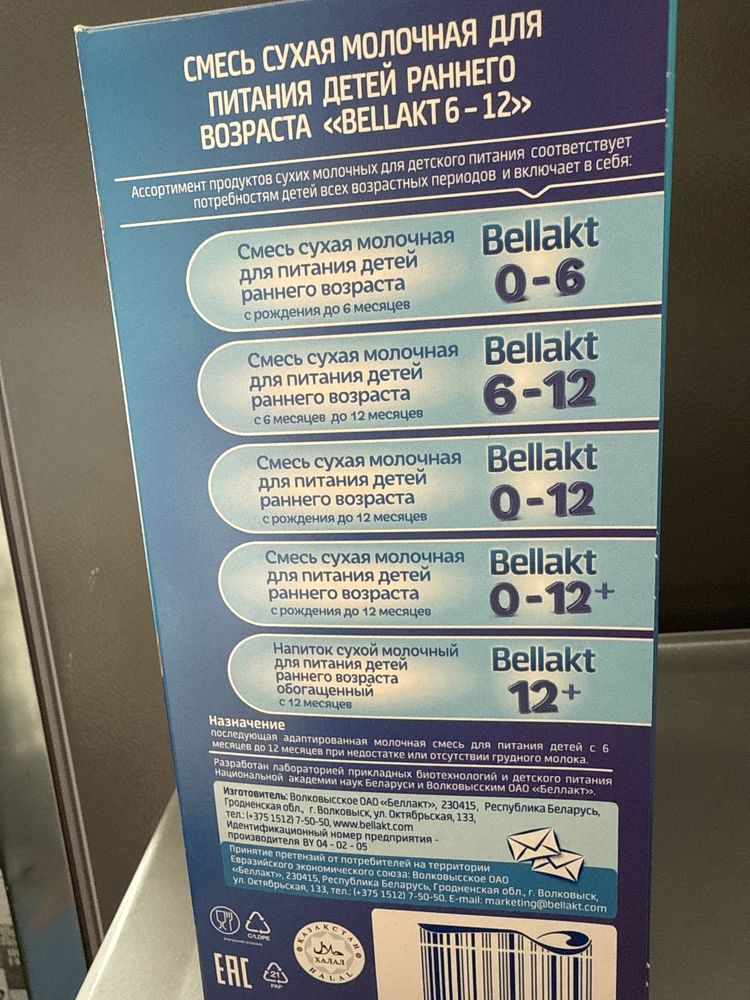 СМЕСЬ СУХАЯ МОЛОЧНАЯ ДЛЯ
ПИТАНИЯ ДЕТЕЙ РАННЕГО
ВОЗРАСТА «BELLAKT 6 – 12»
Ассортимент продуктов сухих молочных для детского питания соответствует
потребностям детей всех возрастных периодов и включает в себя:
Смесь сухая молочная
для питания детей
раннего возраста
с рождения до 6 месяцев
Bellakt
0-6
Смесь сухая молочная
для питания детей
раннего возраста
с 6 месяцев до 12 месяцев
Bellakt
6-12
Смесь сухая молочная
для питания детей
раннего возраста
с рождения до 12 месяцев
Bellakt
0-12
Смесь сухая молочная
для питания детей
раннего возраста
с рождения до 12 месяцев
Bellakt
0-12+
Напиток сухой молочный
для питания детей
раннего возраста
обогащенный
с 12 месяцев
Bellakt
12+
Назначение
последующая адаптированная молочная смесь для питания детей с 6
месяцев до 12 месяцев при недостатке или отсутствии грудного молока.
Разработан лабораторией прикладных биотехнологий и детского питания
Национальной академии наук Беларуси и Волковысским ОАО «Беллакт».
Изготовитель: Волковысское ОАО «Беллакт», 230415, Республика Беларусь,
Гродненская обл., г. Волковыск, ул. Октябрьская, 133,
тел.: (+375 1512) 7-50-50, www.bellakt.com
Идентификационный номер предприятия -
производителя BY 04 - 02 - 05
Принятие претензий от потребителей на территории
Евразийского экономического союза: Волковысское ОАО
«Беллакт», 230415, Республика Беларусь, Гродненская обл., г. Волковыск,
ул. Октябрьская, 133, тел.: (+375 1512) 7-50-50. E-mail: marketing@bellakt.com
внутренняя упаковка
C/LDPE
EAC
21
PAP
КАЗАКСТАН
ХАЛАЛ
HALAL